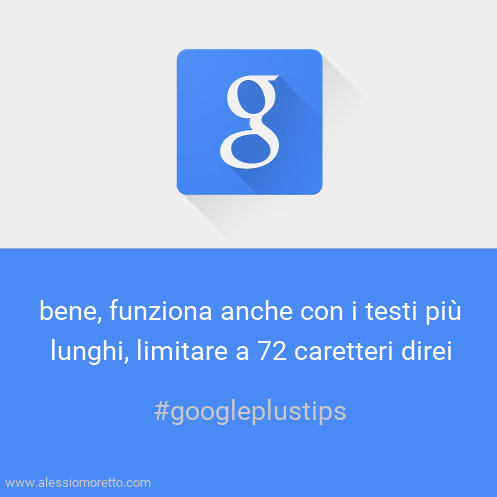 g
bene, funziona anche con i testi più
lunghi, limitare a 72 caretteri direi
#googleplustips
www.alessiomoretto.com